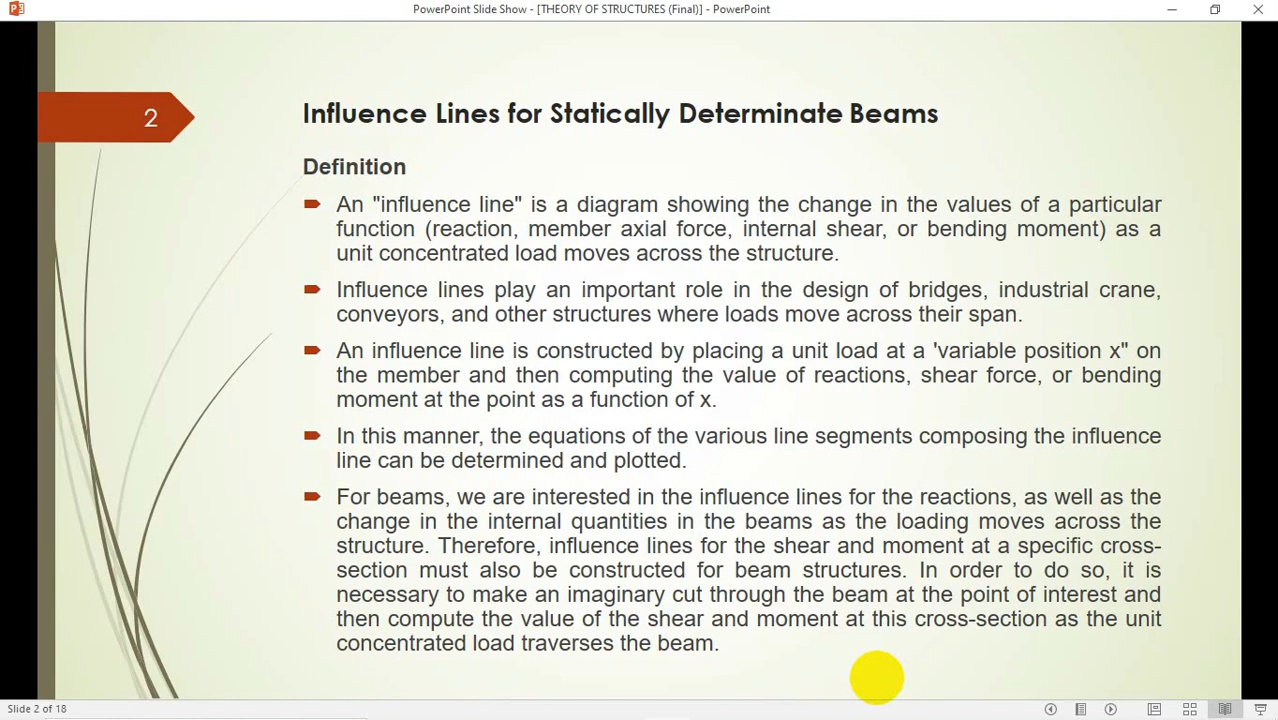 PowerPoint Slide Show - [THEORY OF STRUCTURES (Final)] - PowerPoint
2
Influence Lines for Statically Determinate Beams
Definition
An "influence line" is a diagram showing the change in the values of a particular
function (reaction, member axial force, internal shear, or bending moment) as a
unit concentrated load moves across the structure.
Influence lines play an important role in the design of bridges, industrial crane,
conveyors, and other structures where loads move across their span.
An influence line is constructed by placing a unit load at a 'variable position x" on
the member and then computing the value of reactions, shear force, or bending
moment at the point as a function of x.
In this manner, the equations of the various line segments composing the influence
line can be determined and plotted.
For beams, we are interested in the influence lines for the reactions, as well as the
change in the internal quantities in the beams as the loading moves across the
structure. Therefore, influence lines for the shear and moment at a specific cross-
section must also be constructed for beam structures. In order to do so, it is
necessary to make an imaginary cut through the beam at the point of interest and
then compute the value of the shear and moment at this cross-section as the unit
concentrated load traverses the beam.
Slide 2 of 18